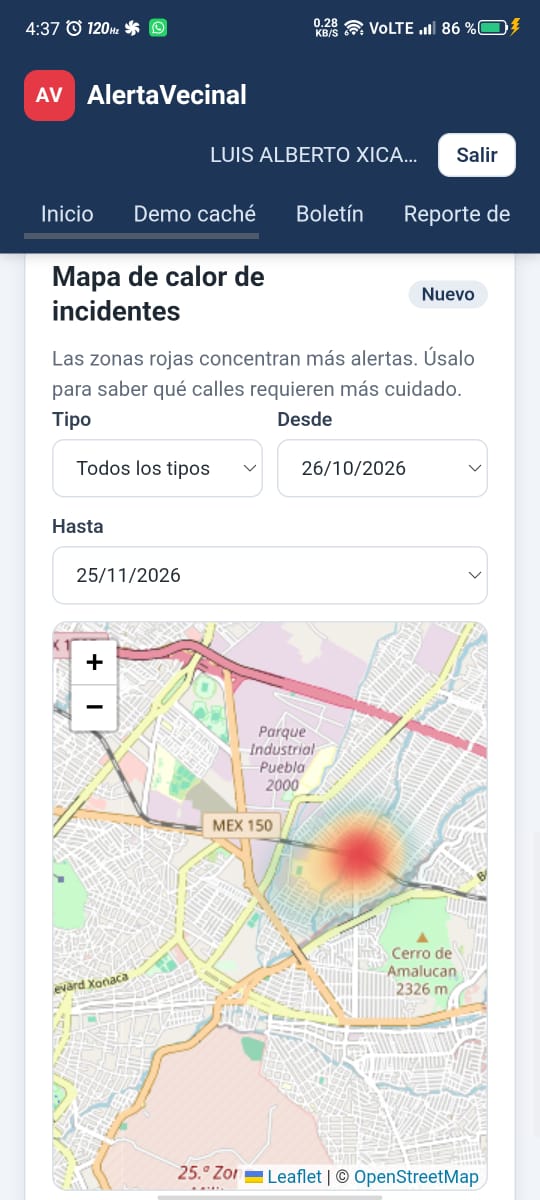 4:37 120Hz 0.28 KB/S VoLTE 86 %
AV AlertaVecinal
LUIS ALBERTO XICA... Salir
Inicio Demo caché Boletín Reporte de
Mapa de calor de
incidentes
Nuevo
Las zonas rojas concentran más alertas. Úsalo
para saber qué calles requieren más cuidado.
Tipo Desde
Todos los tipos 26/10/2026
Hasta
25/11/2026
+
−
Parque
Industrial
Puebla
2000
MEX 150
Cerro de
Amalucan
2326 m
evard Xonaca
25.ª Zon
Leaflet | © OpenStreetMap